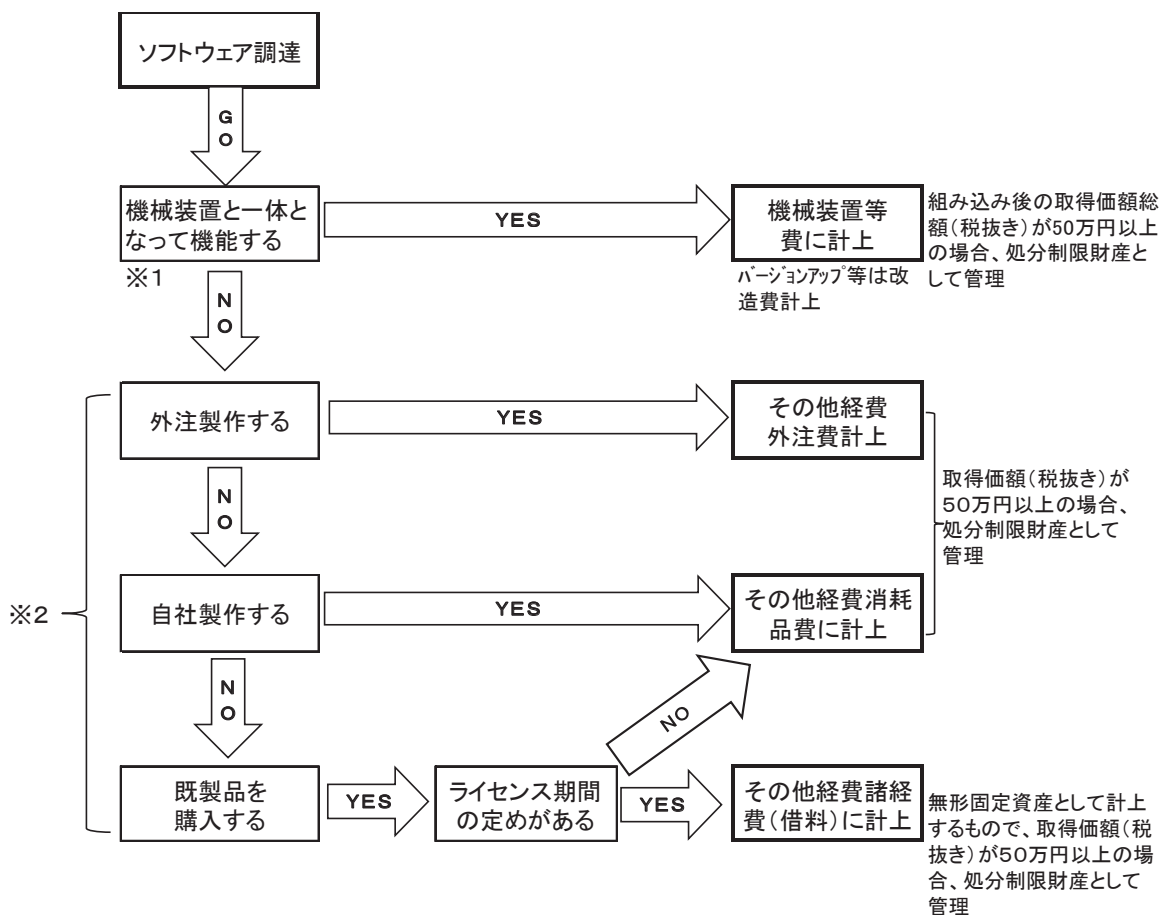 ソフトウェア調達
G
O
機械装置と一体と
なって機能する
※1
YES
機械装置等
費に計上
バージョンアップ等は改
造費計上
組み込み後の取得価額総
額(税抜き)が50万円以上
の場合、処分制限財産と
して管理
N
O
外注製作する
YES
その他経費
外注費計上
N
O
取得価額(税抜き)が
50万円以上の場合、
処分制限財産として
管理
※2
自社製作する
YES
その他経費消耗
品費に計上
N
O
NO
既製品を
購入する
YES
ライセンス期間
の定めがある
YES
その他経費諸経
費(借料)に計上
無形固定資産として計上
するもので、取得価額(税
抜き)が50万円以上の場
合、処分制限財産として
管理